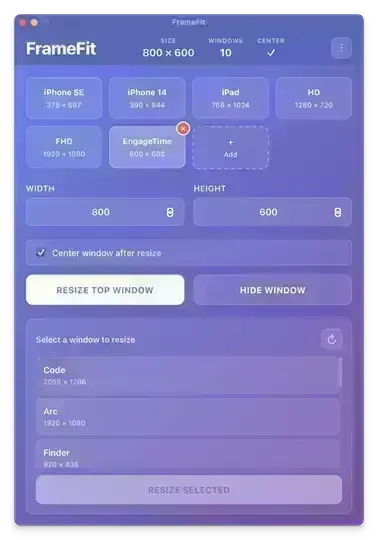 FrameFit
FrameFit
SIZE
800 × 600
WINDOWS
10
CENTER
✓
iPhone SE
375 × 667
iPhone 14
390 × 844
iPad
768 × 1024
HD
1280 × 720
FHD
1920 × 1080
EngageTime
800 × 600
+
Add
WIDTH
HEIGHT
800
600
Center window after resize
RESIZE TOP WINDOW
HIDE WINDOW
Select a window to resize
Code
2056 × 1286
Arc
1920 × 1080
Finder
920 × 436
RESIZE SELECTED